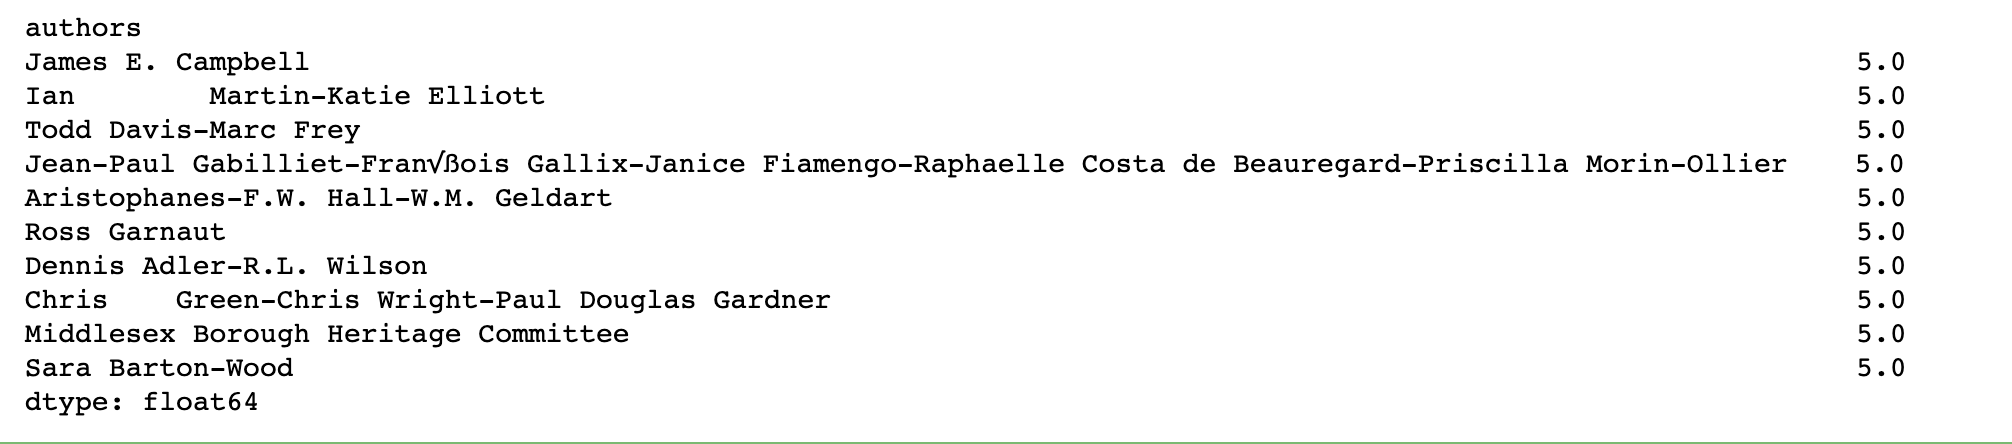 authors
James E. Campbell 5.0
Ian        Martin-Katie Elliott 5.0
Todd Davis-Marc Frey 5.0
Jean-Paul Gabilliet-Fran√ßois Gallix-Janice Fiamengo-Raphaelle Costa de Beauregard-Priscilla Morin-Ollier 5.0
Aristophanes-F.W. Hall-W.M. Geldart 5.0
Ross Garnaut 5.0
Dennis Adler-R.L. Wilson 5.0
Chris    Green-Chris Wright-Paul Douglas Gardner 5.0
Middlesex Borough Heritage Committee 5.0
Sara Barton-Wood 5.0
dtype: float64